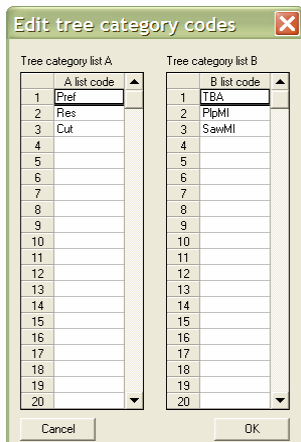 Edit tree category codes
Tree category list A
Tree category list B
A list code
1 Pref
2 Res
3 Cut
4
5
6
7
8
9
10
11
12
13
14
15
16
17
18
19
20
B list code
1 TBA
2 PlpMl
3 SawMl
4
5
6
7
8
9
10
11
12
13
14
15
16
17
18
19
20
Cancel
OK